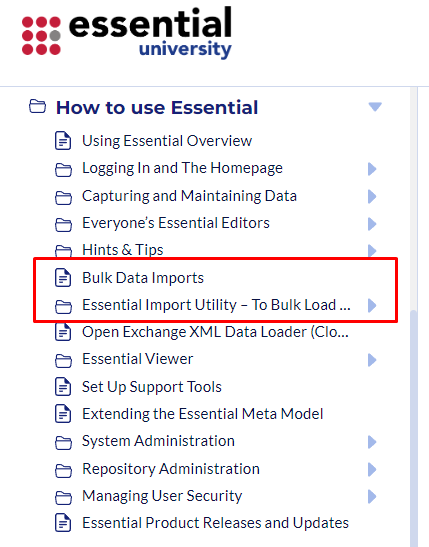 essential
university
How to use Essential
Using Essential Overview
Logging In and The Homepage
Capturing and Maintaining Data
Everyone's Essential Editors
Hints & Tips
Bulk Data Imports
Essential Import Utility – To Bulk Load ...
Open Exchange XML Data Loader (Clo...
Essential Viewer
Set Up Support Tools
Extending the Essential Meta Model
System Administration
Repository Administration
Managing User Security
Essential Product Releases and Updates